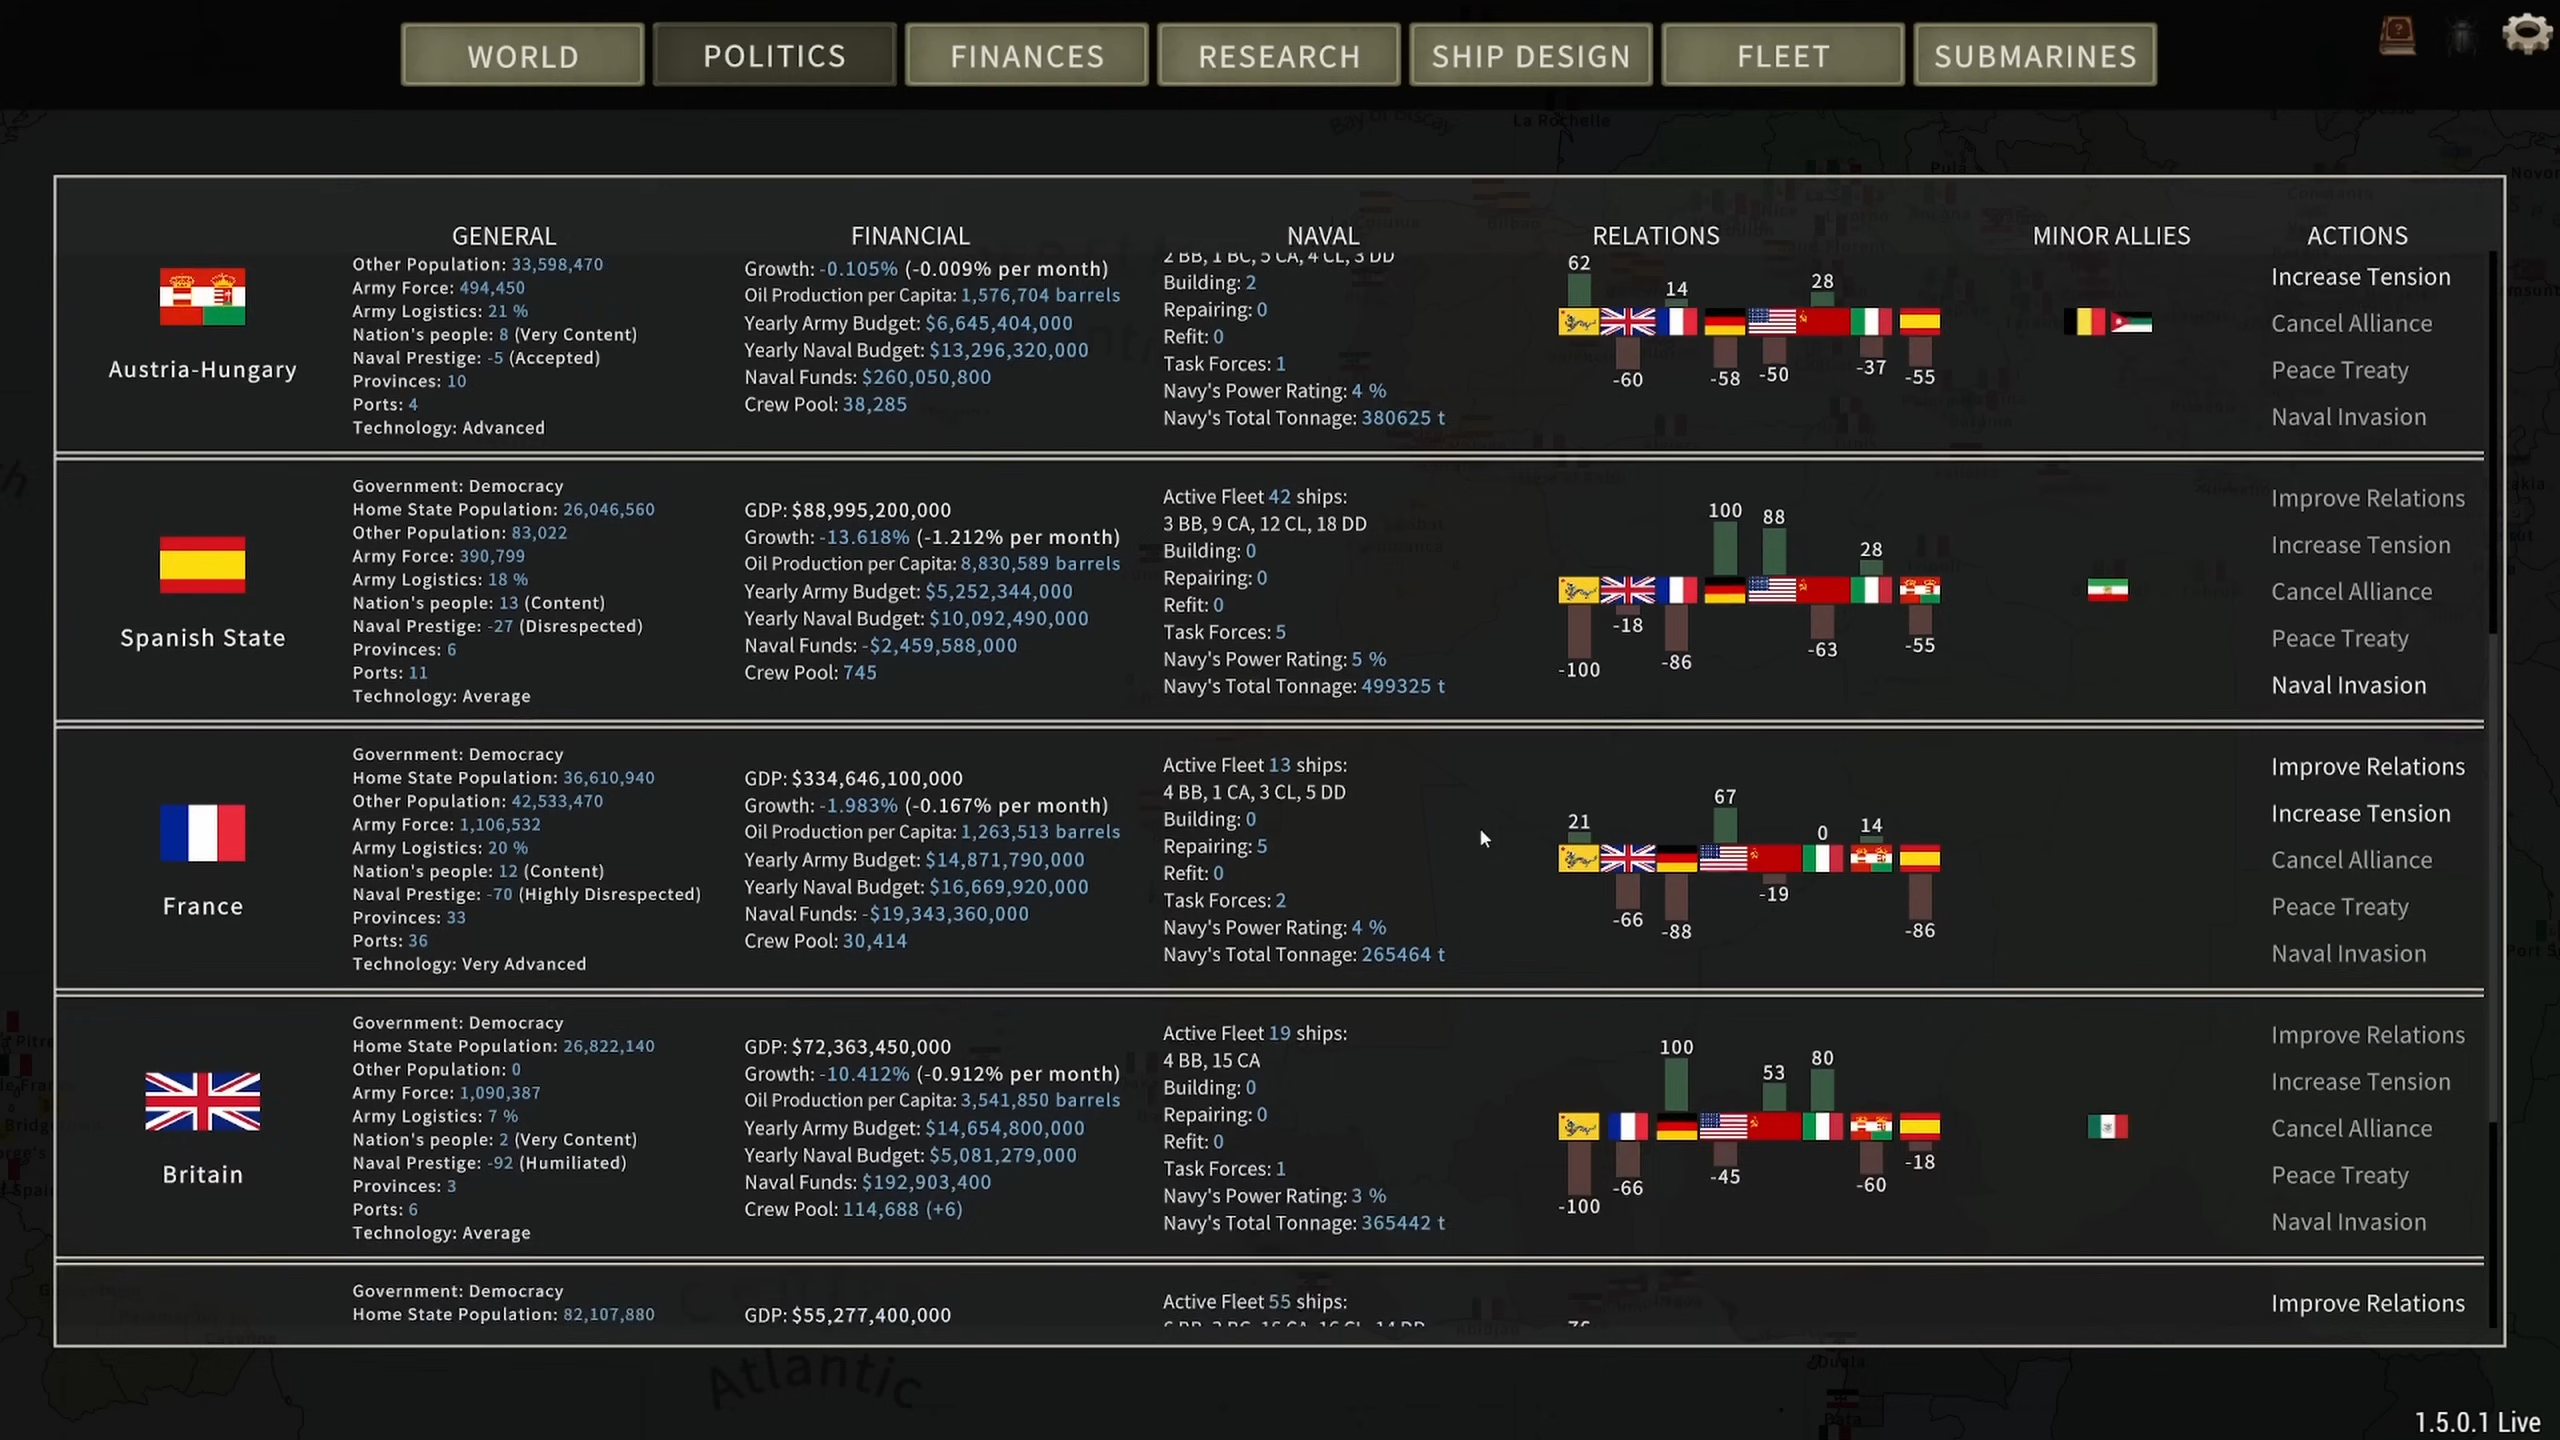 WORLD
POLITICS
FINANCES
RESEARCH
SHIP DESIGN
FLEET
SUBMARINES
La Rochelle
GENERAL
FINANCIAL
NAVAL
RELATIONS
MINOR ALLIES
ACTIONS
Austria-Hungary
Other Population: 33,598,470
Army Force: 494,450
Army Logistics: 21 %
Nation's people: 8 (Very Content)
Naval Prestige: -5 (Accepted)
Provinces: 10
Ports: 4
Technology: Advanced
Growth: -0.105% (-0.009% per month)
Oil Production per Capita: 1,576,704 barrels
Yearly Army Budget: $6,645,404,000
Yearly Naval Budget: $13,296,320,000
Naval Funds: $260,050,800
Crew Pool: 38,285
2 BB, 1 BC, 5 CA, 4 CL, 3 DD
Building: 2
Repairing: 0
Refit: 0
Task Forces: 1
Navy's Power Rating: 4 %
Navy's Total Tonnage: 380625 t
62
14
28
-60
-58
-50
-37
-55
Increase Tension
Cancel Alliance
Peace Treaty
Naval Invasion
Spanish State
Government: Democracy
Home State Population: 26,046,560
Other Population: 83,022
Army Force: 390,799
Army Logistics: 18 %
Nation's people: 13 (Content)
Naval Prestige: -27 (Disrespected)
Provinces: 6
Ports: 11
Technology: Average
GDP: $88,995,200,000
Growth: -13.618% (-1.212% per month)
Oil Production per Capita: 8,830,589 barrels
Yearly Army Budget: $5,252,344,000
Yearly Naval Budget: $10,092,490,000
Naval Funds: -$2,459,588,000
Crew Pool: 745
Active Fleet 42 ships:
3 BB, 9 CA, 12 CL, 18 DD
Building: 0
Repairing: 0
Refit: 0
Task Forces: 5
Navy's Power Rating: 5 %
Navy's Total Tonnage: 499325 t
100
88
28
-100
-18
-86
-63
-55
Improve Relations
Increase Tension
Cancel Alliance
Peace Treaty
Naval Invasion
France
Government: Democracy
Home State Population: 36,610,940
Other Population: 42,533,470
Army Force: 1,106,532
Army Logistics: 20 %
Nation's people: 12 (Content)
Naval Prestige: -70 (Highly Disrespected)
Provinces: 33
Ports: 36
Technology: Very Advanced
GDP: $334,646,100,000
Growth: -1.983% (-0.167% per month)
Oil Production per Capita: 1,263,513 barrels
Yearly Army Budget: $14,871,790,000
Yearly Naval Budget: $16,669,920,000
Naval Funds: -$19,343,360,000
Crew Pool: 30,414
Active Fleet 13 ships:
4 BB, 1 CA, 3 CL, 5 DD
Building: 0
Repairing: 5
Refit: 0
Task Forces: 2
Navy's Power Rating: 4 %
Navy's Total Tonnage: 265464 t
21
67
0
14
-66
-88
-19
-86
Improve Relations
Increase Tension
Cancel Alliance
Peace Treaty
Naval Invasion
Britain
Government: Democracy
Home State Population: 26,822,140
Other Population: 0
Army Force: 1,090,387
Army Logistics: 7 %
Nation's people: 2 (Very Content)
Naval Prestige: -92 (Humiliated)
Provinces: 3
Ports: 6
Technology: Average
GDP: $72,363,450,000
Growth: -10.412% (-0.912% per month)
Oil Production per Capita: 3,541,850 barrels
Yearly Army Budget: $14,654,800,000
Yearly Naval Budget: $5,081,279,000
Naval Funds: $192,903,400
Crew Pool: 114,688 (+6)
Active Fleet 19 ships:
4 BB, 15 CA
Building: 0
Repairing: 0
Refit: 0
Task Forces: 1
Navy's Power Rating: 3 %
Navy's Total Tonnage: 365442 t
100
53
80
-100
-66
-45
-60
-18
Improve Relations
Increase Tension
Cancel Alliance
Peace Treaty
Naval Invasion
Government: Democracy
Home State Population: 82,107,880
GDP: $55,277,400,000
Active Fleet 55 ships:
Improve Relations
Atlantic
1.5.0.1 Live